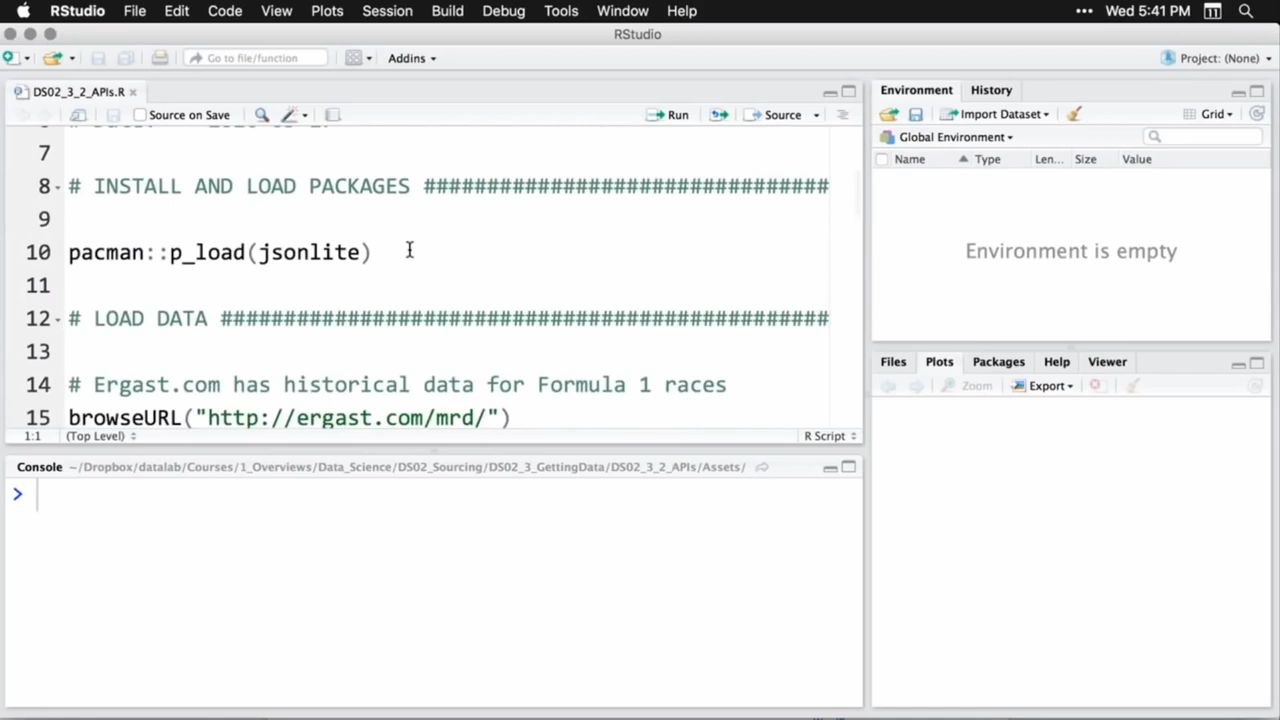 RStudio File Edit Code View Plots Session Build Debug Tools Window Help ••• Wed 5:41 PM 11
RStudio
Go to file/function Addins Project: (None)
DS02_3_2_APIs.R
Source on Save Run Source
7
8 # INSTALL AND LOAD PACKAGES ################################
9
10 pacman::p_load(jsonlite)
11
12 # LOAD DATA ################################################
13
14 # Ergast.com has historical data for Formula 1 races
15 browseURL("http://ergast.com/mrd/")
1:1 (Top Level) R Script
Console ~/Dropbox/datalab/Courses/1_Overviews/Data_Science/DS02_Sourcing/DS02_3_GettingData/DS02_3_2_APIs/Assets/
>
Environment History
Import Dataset Grid
Global Environment
Name Type Len... Size Value
Environment is empty
Files Plots Packages Help Viewer
Zoom Export